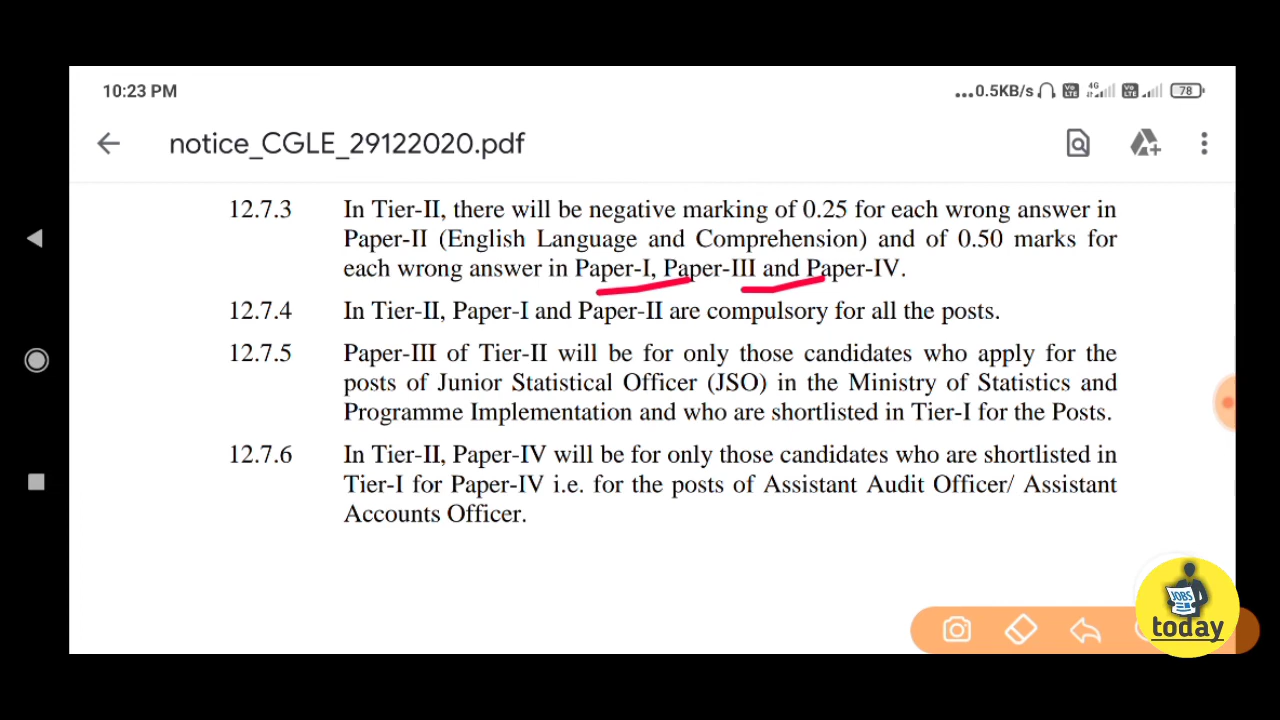 10:23 PM
...0.5KB/s Vo LTE 4G Vo LTE 78
notice_CGLE_29122020.pdf
12.7.3 In Tier-II, there will be negative marking of 0.25 for each wrong answer in
Paper-II (English Language and Comprehension) and of 0.50 marks for
each wrong answer in Paper-I, Paper-III and Paper-IV.
12.7.4 In Tier-II, Paper-I and Paper-II are compulsory for all the posts.
12.7.5 Paper-III of Tier-II will be for only those candidates who apply for the
posts of Junior Statistical Officer (JSO) in the Ministry of Statistics and
Programme Implementation and who are shortlisted in Tier-I for the Posts.
12.7.6 In Tier-II, Paper-IV will be for only those candidates who are shortlisted in
Tier-I for Paper-IV i.e. for the posts of Assistant Audit Officer/ Assistant
Accounts Officer.
JOBS
today